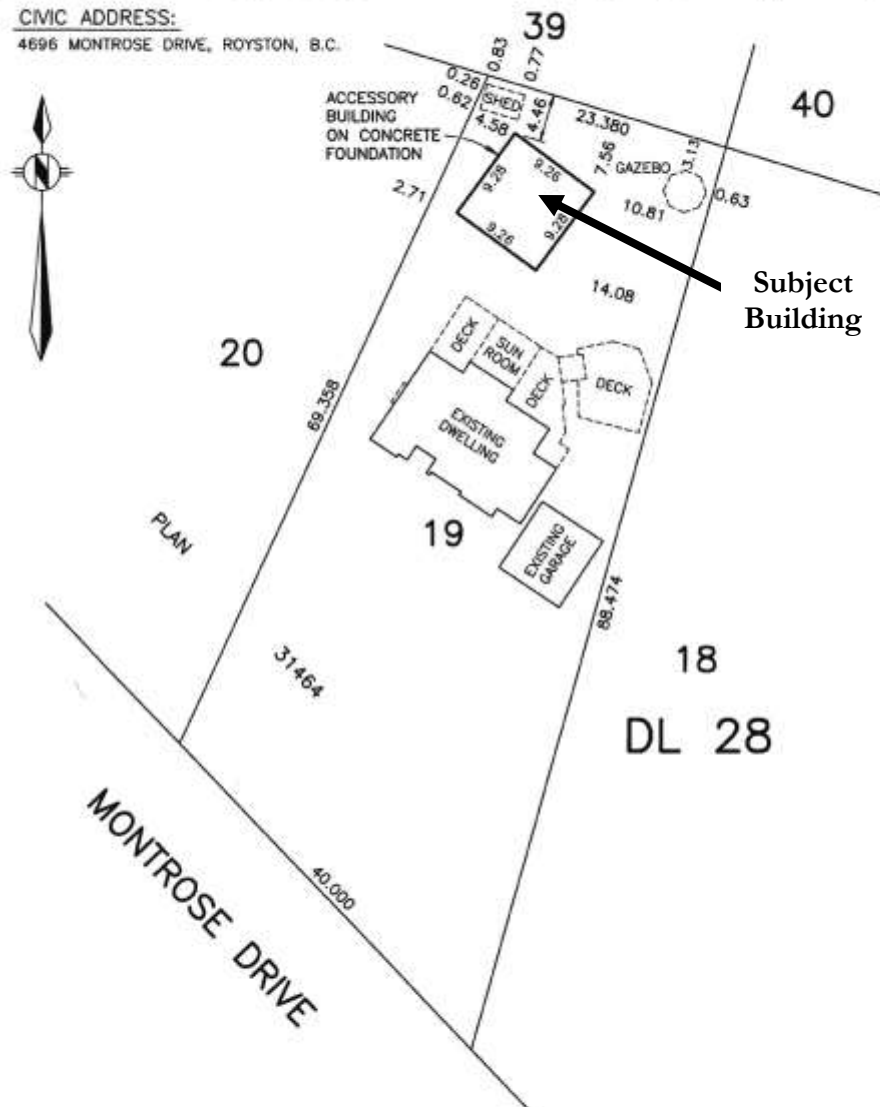 CIVIC ADDRESS:
4696 MONTROSE DRIVE, ROYSTON, B.C.
39
40
0.83
0.77
0.26
0.62
SHED
4.58
4.46
23.380
ACCESSORY
BUILDING
ON CONCRETE
FOUNDATION
7.56
GAZEBO
3.13
0.63
10.81
2.71
9.28
9.26
9.26
9.28
14.08
Subject
Building
20
DECK
SUN
ROOM
DECK
DECK
69.358
EXISTING
DWELLING
19
EXISTING
GARAGE
PLAN
31464
88.474
18
DL 28
MONTROSE DRIVE
40.000